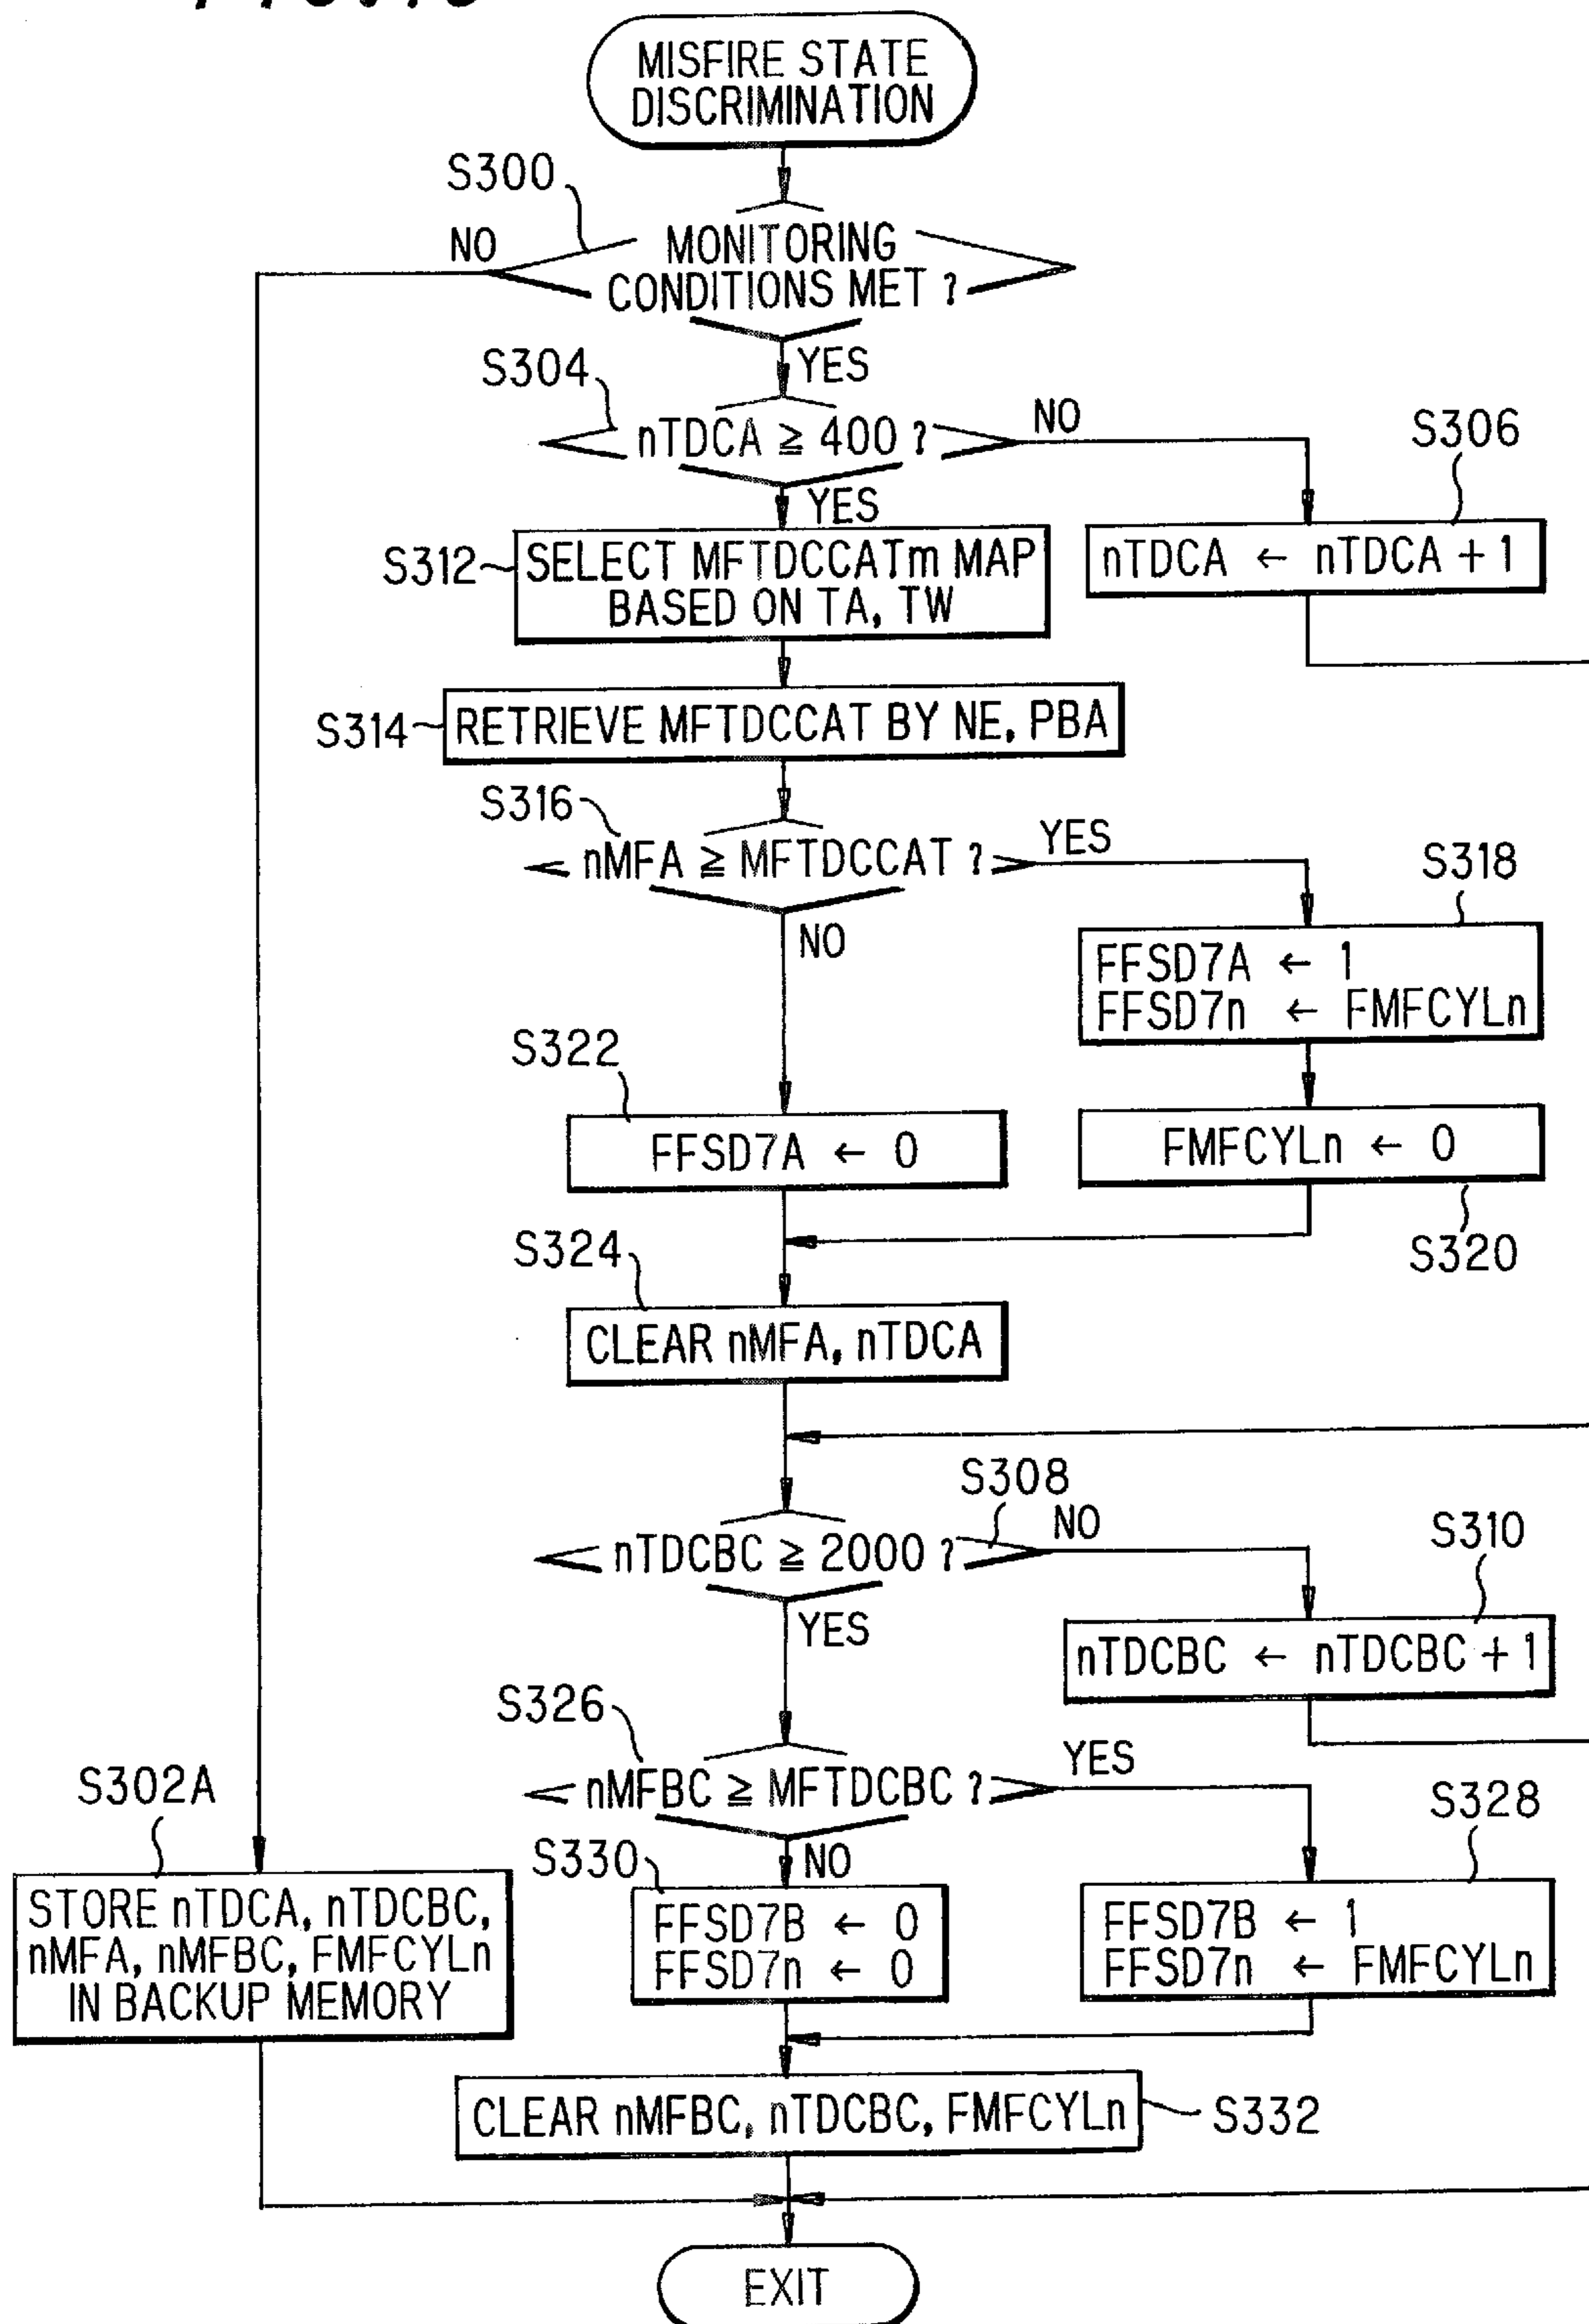 MISFIRE STATE
DISCRIMINATION
S300
NO
MONITORING
CONDITIONS MET ?
YES
S304
nTDCA ≧ 400 ?
NO
S306
YES
nTDCA ← nTDCA + 1
S312
SELECT MFTDCCATm MAP
BASED ON TA, TW
S314
RETRIEVE MFTDCCAT BY NE, PBA
S316
nMFA ≧ MFTDCCAT ?
YES
S318
NO
FFSD7A ← 1
FFSD7n ← FMFCYLn
S322
FFSD7A ← 0
FMFCYLn ← 0
S320
S324
CLEAR nMFA, nTDCA
S308
nTDCBC ≧ 2000 ?
NO
S310
YES
nTDCBC ← nTDCBC + 1
S326
nMFBC ≧ MFTDCBC ?
YES
S302A
S328
NO
S330
STORE nTDCA, nTDCBC,
nMFA, nMFBC, FMFCYLn
IN BACKUP MEMORY
FFSD7B ← 0
FFSD7n ← 0
FFSD7B ← 1
FFSD7n ← FMFCYLn
CLEAR nMFBC, nTDCBC, FMFCYLn
S332
EXIT